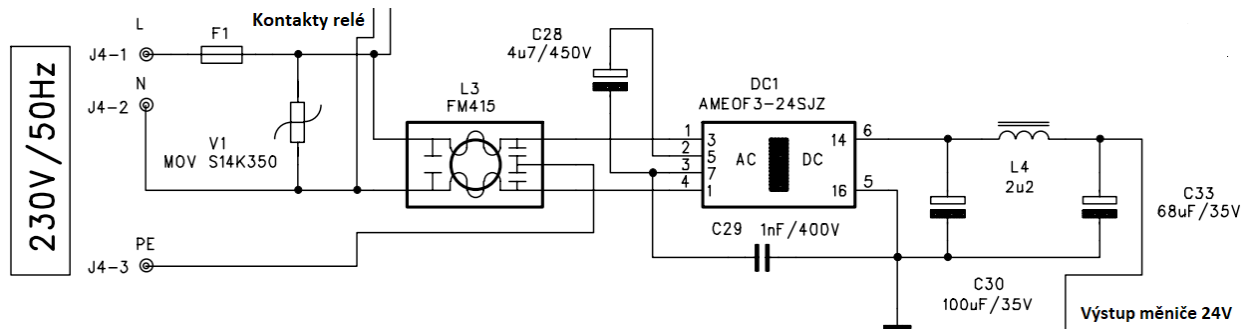 230V/50Hz
L
J4-1
N
J4-2
PE
J4-3
F1
Kontakty relé
V1
MOV S14K350
L3
FM415
C28
4u7/450V
DC1
AMEOF3-24SJZ
1
2
3
4
3
5
7
1
AC
DC
14
16
6
5
C29 1nF/400V
L4
2u2
C30
100uF/35V
C33
68uF/35V
Výstup měniče 24V